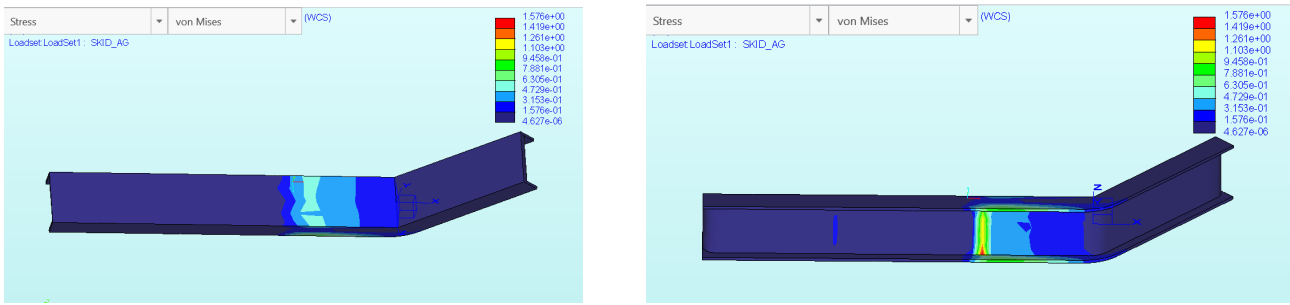 Stress von Mises (WCS)
Loadset:LoadSet1 : SKID_AG
1.576e+00
1.419e+00
1.261e+00
1.103e+00
9.458e-01
7.881e-01
6.305e-01
4.729e-01
3.153e-01
1.576e-01
4.627e-06
Y
X
Stress von Mises (WCS)
Loadset:LoadSet1 : SKID_AG
1.576e+00
1.419e+00
1.261e+00
1.103e+00
9.458e-01
7.881e-01
6.305e-01
4.729e-01
3.153e-01
1.576e-01
4.627e-06
Z
X